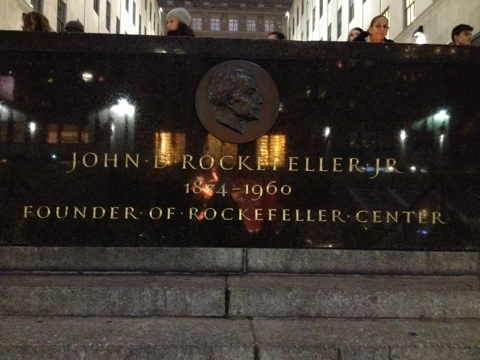 JOHN·D·ROCKEFELLER·JR
1874–1960
FOUNDER·OF·ROCKEFELLER·CENTER